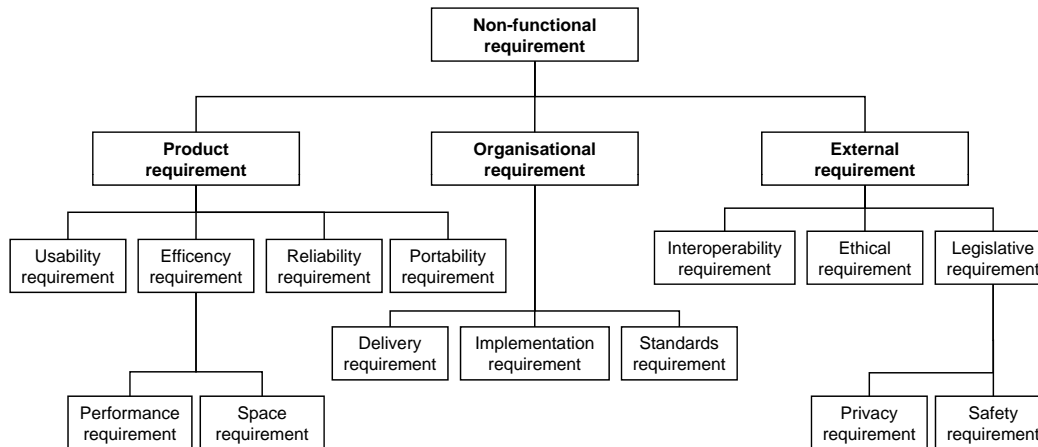 Non-functional
requirement
Product
requirement
Organisational
requirement
External
requirement
Usability
requirement
Efficency
requirement
Reliability
requirement
Portability
requirement
Interoperability
requirement
Ethical
requirement
Legislative
requirement
Delivery
requirement
Implementation
requirement
Standards
requirement
Performance
requirement
Space
requirement
Privacy
requirement
Safety
requirement